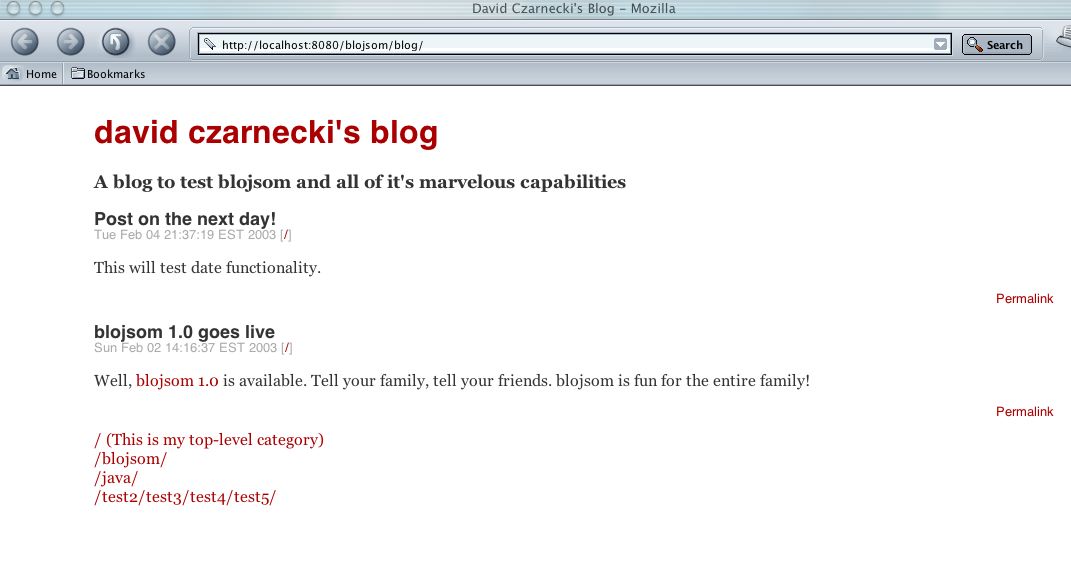 David Czarnecki's Blog - Mozilla
http://localhost:8080/blojsom/blog/
Search
Home
Bookmarks
david czarnecki's blog
A blog to test blojsom and all of it's marvelous capabilities
Post on the next day!
Tue Feb 04 21:37:19 EST 2003 [/]
This will test date functionality.
Permalink
blojsom 1.0 goes live
Sun Feb 02 14:16:37 EST 2003 [/]
Well, blojsom 1.0 is available. Tell your family, tell your friends. blojsom is fun for the entire family!
Permalink
/ (This is my top-level category)
/blojsom/
/java/
/test2/test3/test4/test5/